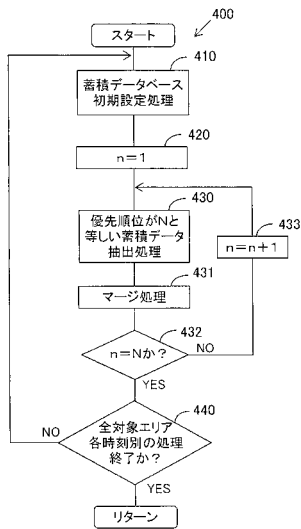 400
スタート
410
蓄積データベース
初期設定処理
420
n=1
430
優先順位がNと
等しい蓄積データ
抽出処理
433
n=n+1
431
マージ処理
432
n=Nか?
NO
YES
440
全対象エリア
各時刻別の処理
終了か?
NO
YES
リターン